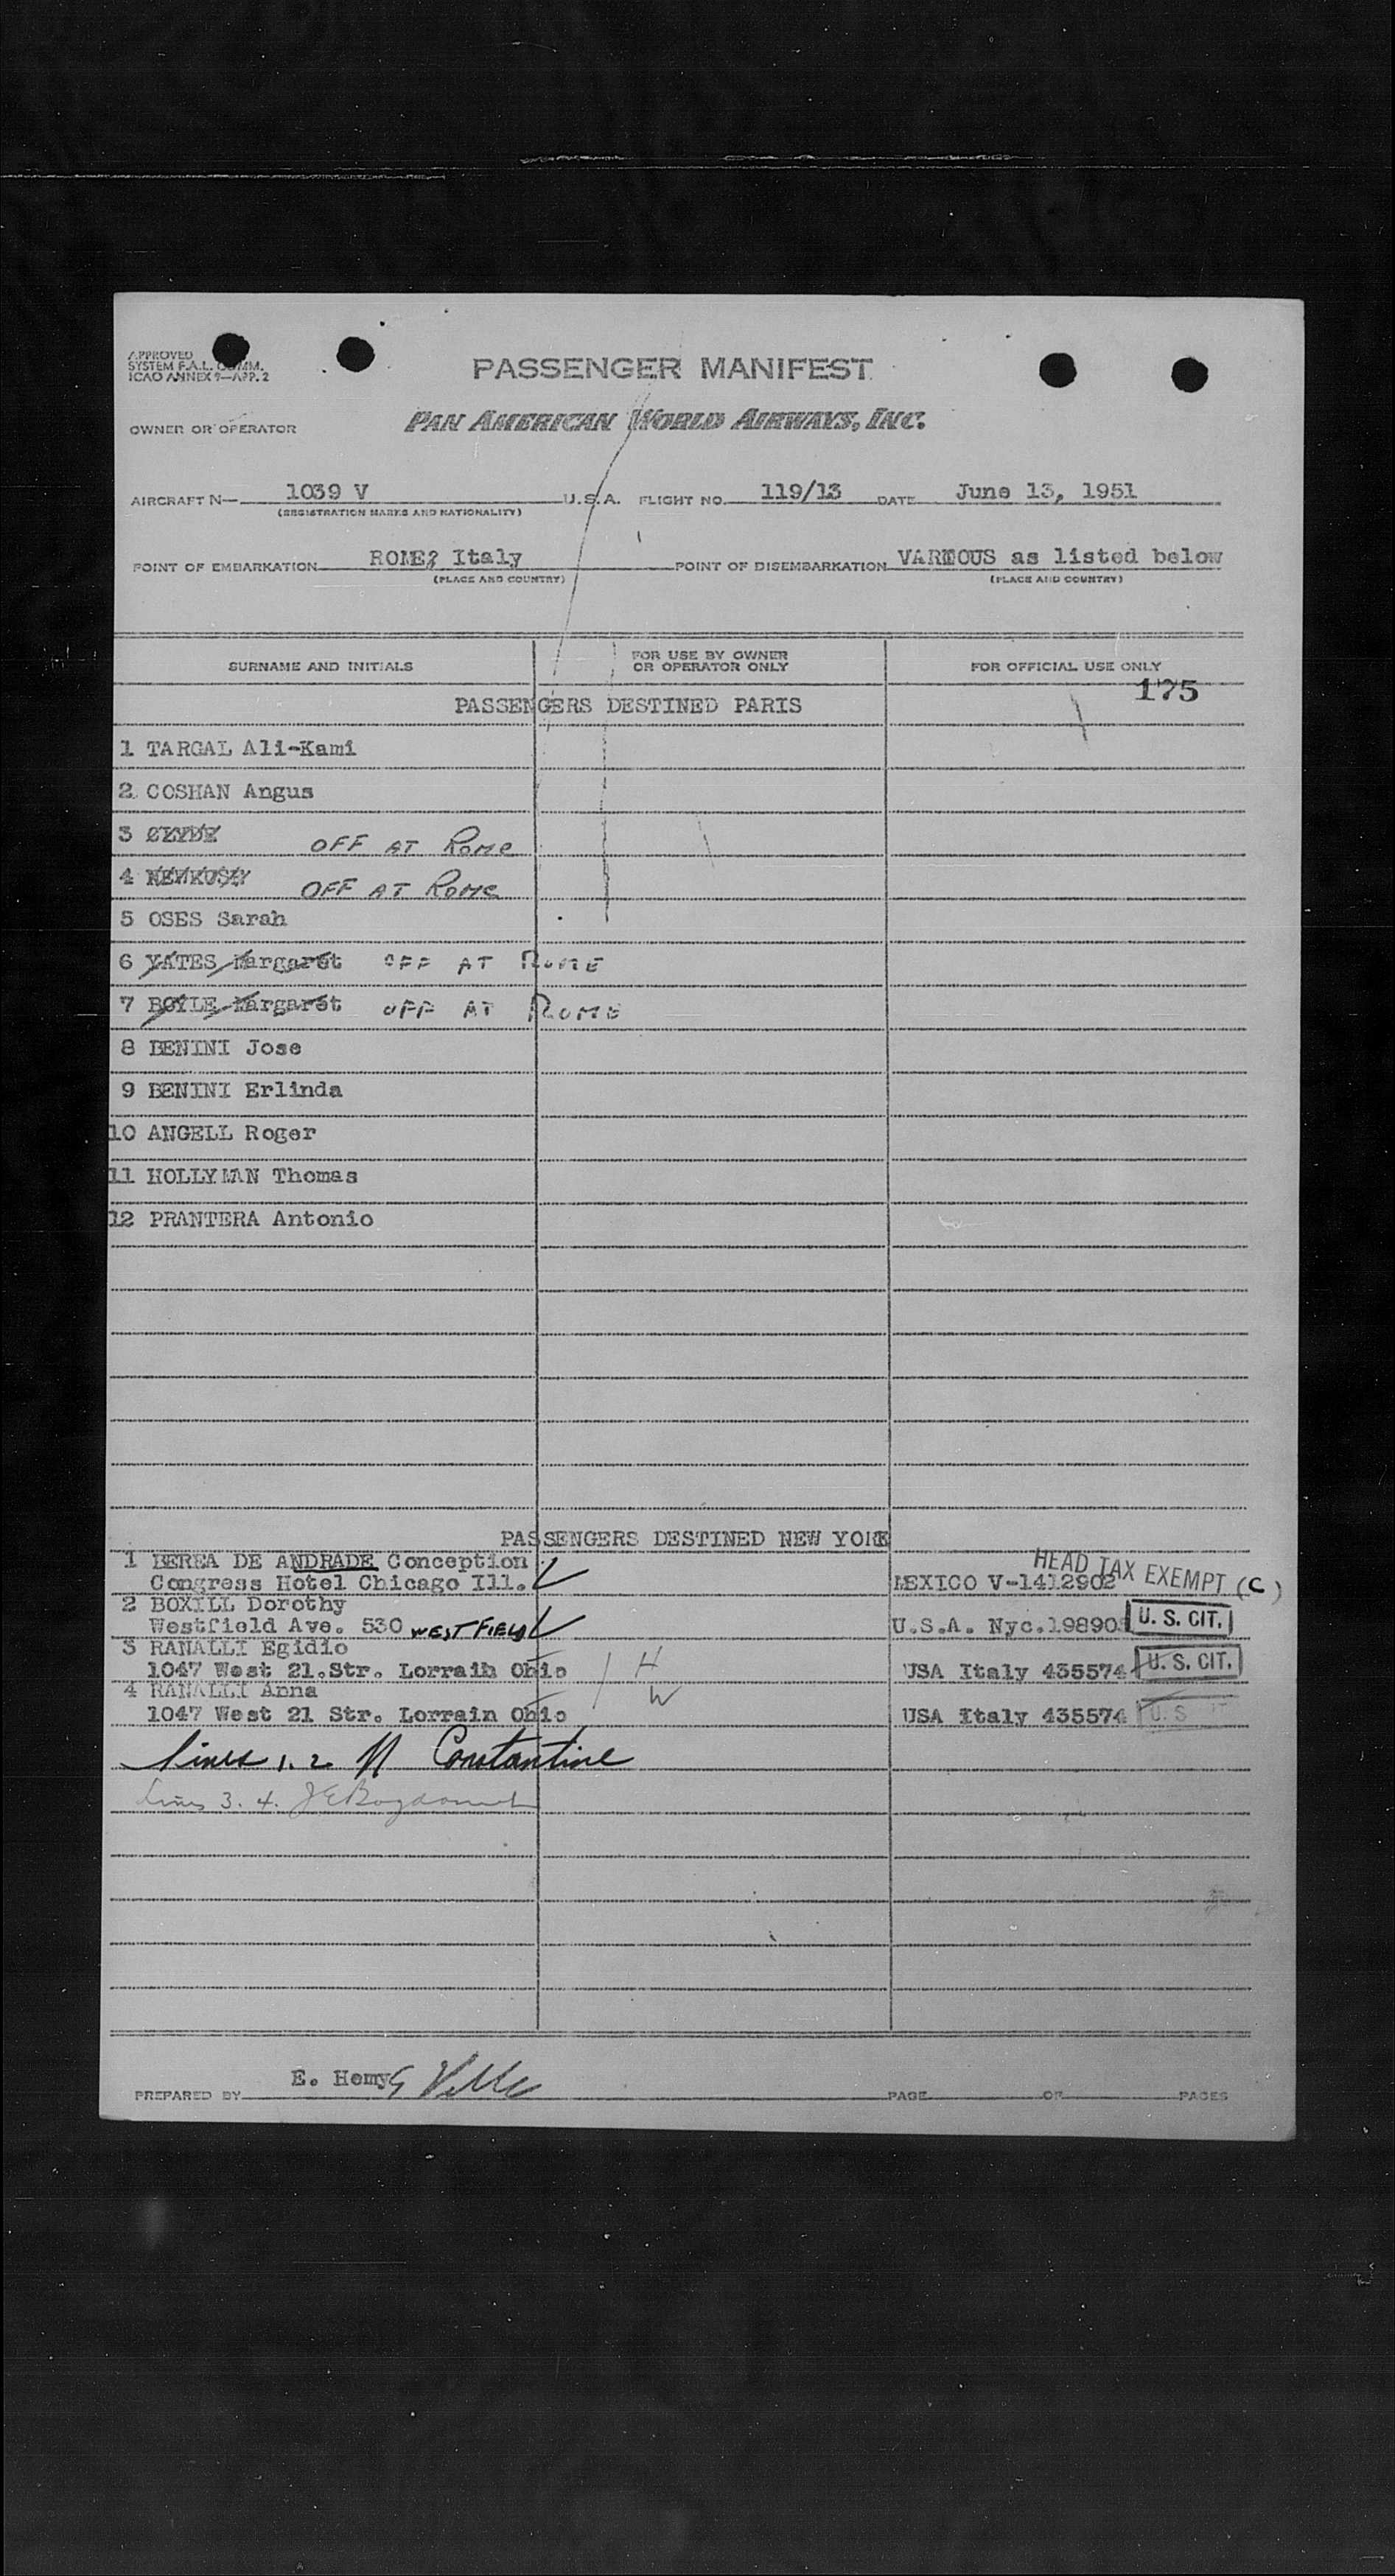 APPROVED
SYSTEM F.A.L. COMM.
ICAO ANNEX 9—APP. 2
PASSENGER MANIFEST
OWNER OR OPERATOR PAN AMERICAN WORLD AIRWAYS, INC.
AIRCRAFT N— 1039 V U.S.A. FLIGHT NO. 119/13 DATE June 13, 1951
(REGISTRATION MARKS AND NATIONALITY)
POINT OF EMBARKATION ROME, Italy POINT OF DISEMBARKATION VARIOUS as listed below
(PLACE AND COUNTRY) (PLACE AND COUNTRY)
SURNAME AND INITIALS FOR USE BY OWNER OR OPERATOR ONLY FOR OFFICIAL USE ONLY
175
PASSENGERS DESTINED PARIS
1 TARGAL Ali-Kami
2 COSHAN Angus
3 OFF AT ROME
4 OFF AT ROME
5 OSES Sarah
6 YATES Margaret OFF AT ROME
7 BOYLE Margaret OFF AT ROME
8 BENINI Jose
9 BENINI Erlinda
10 ANGELL Roger
11 HOLLYMAN Thomas
12 PRANTERA Antonio
PASSENGERS DESTINED NEW YORK
1 BEREA DE ANDRADE Conception HEAD TAX EXEMPT (C)
Congress Hotel Chicago Ill. MEXICO V-1412902
2 BOXILL Dorothy
Westfield Ave. 530 WESTFIELD U.S.A. Nyc. U. S. CIT.
3 RANALLI Egidio
1047 West 21.Str. Lorrain Ohio H USA Italy 435574 U. S. CIT.
4 RANALLI Anna W
1047 West 21 Str. Lorrain Ohio USA Italy 435574 U. S
Lines 1. 2 N Constantine
Lines 3. 4.
E. Hemy
PREPARED BY PAGE OF PAGES